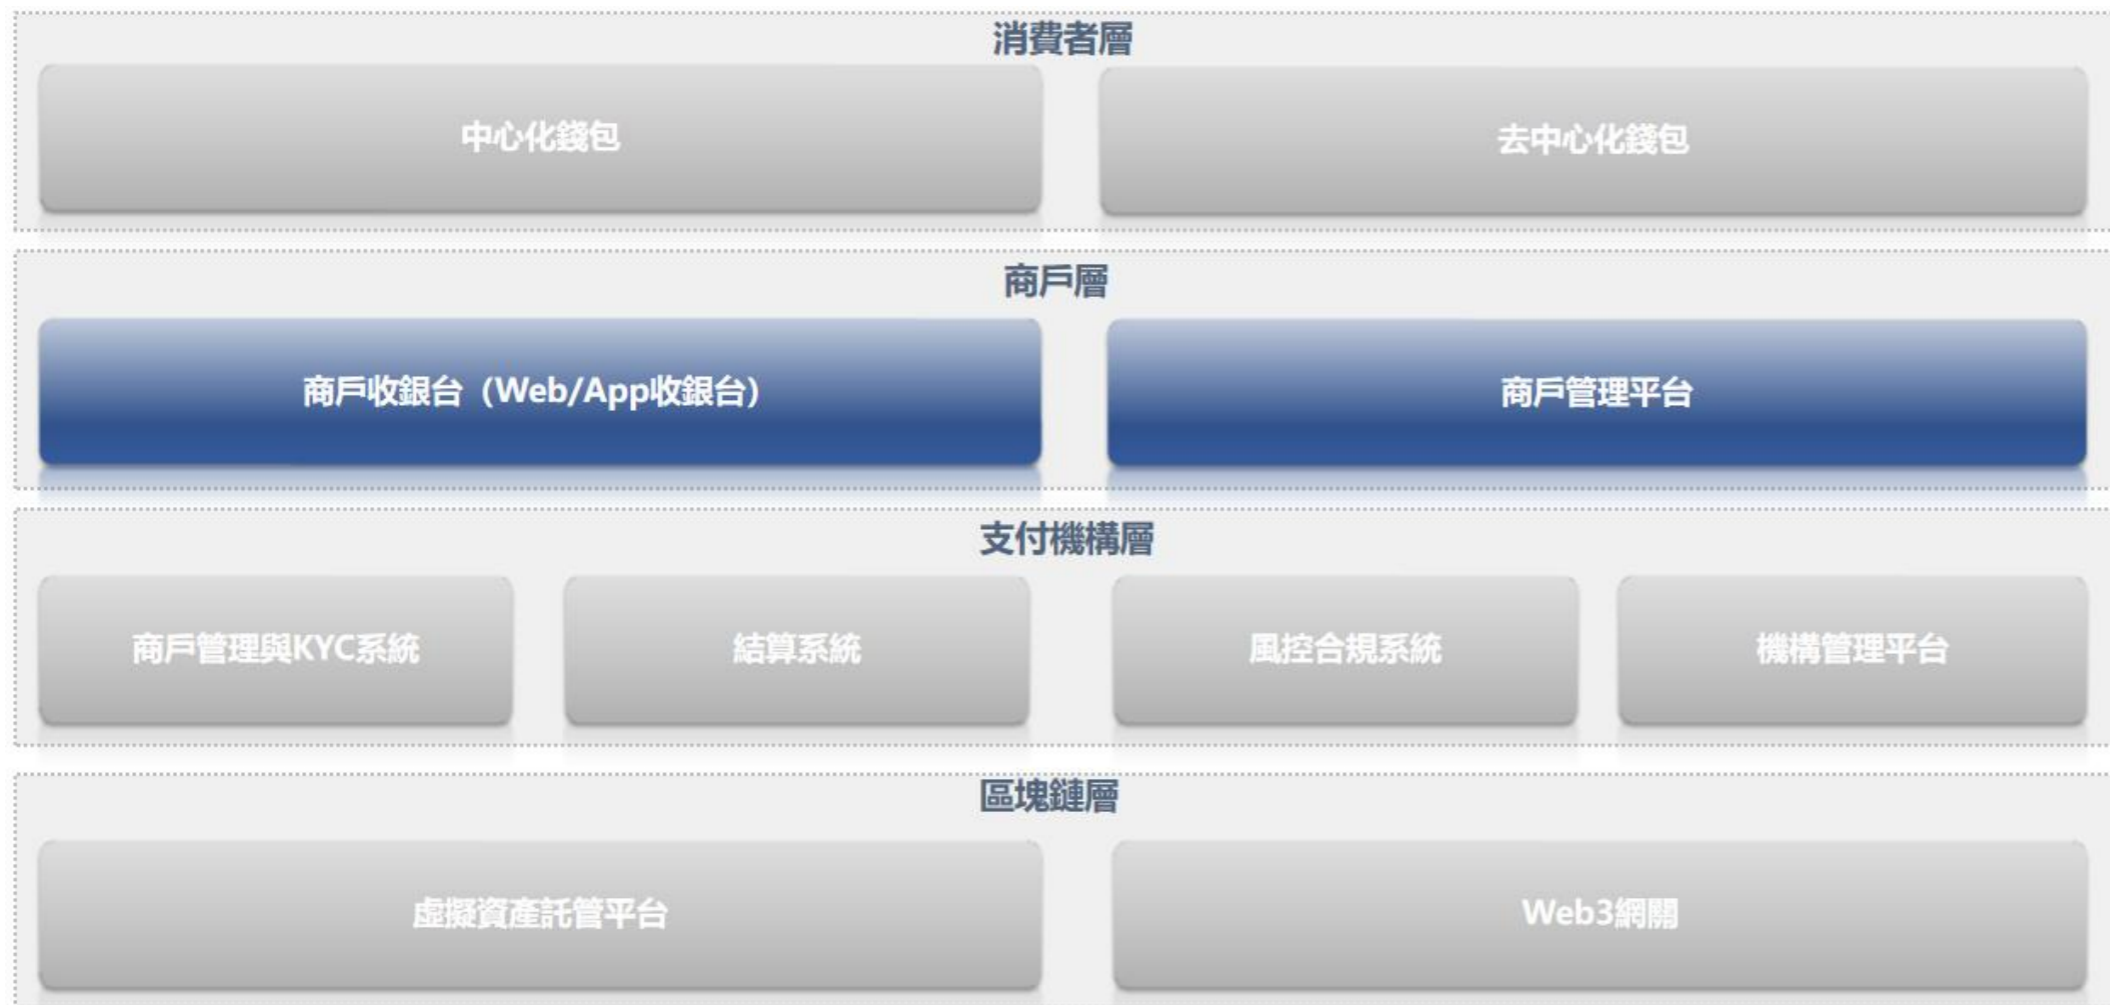 消費者層
中心化錢包
去中心化錢包
商戶層
商戶收銀台（Web/App收銀台）
商戶管理平台
支付機構層
商戶管理與KYC系統
結算系統
風控合規系統
機構管理平台
區塊鏈層
虛擬資產託管平台
Web3網關